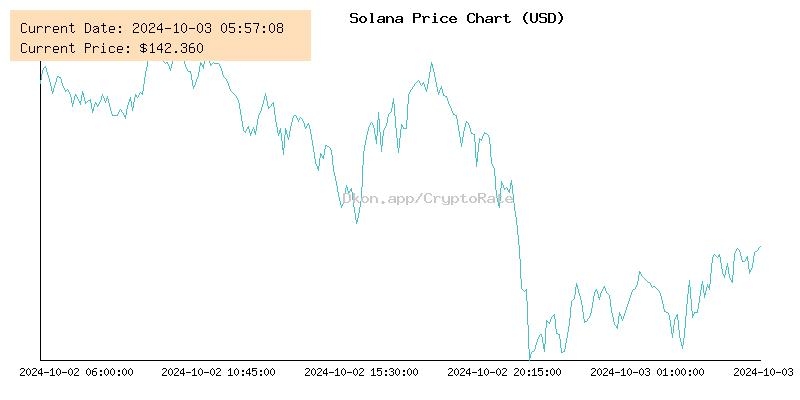 Solana Price Chart (USD)
Current Date: 2024-10-03 05:57:08
Current Price: $142.360
Dkon.app/CryptoRate
2024-10-02 06:00:00 2024-10-02 10:45:00 2024-10-02 15:30:00 2024-10-02 20:15:00 2024-10-03 01:00:00 2024-10-03